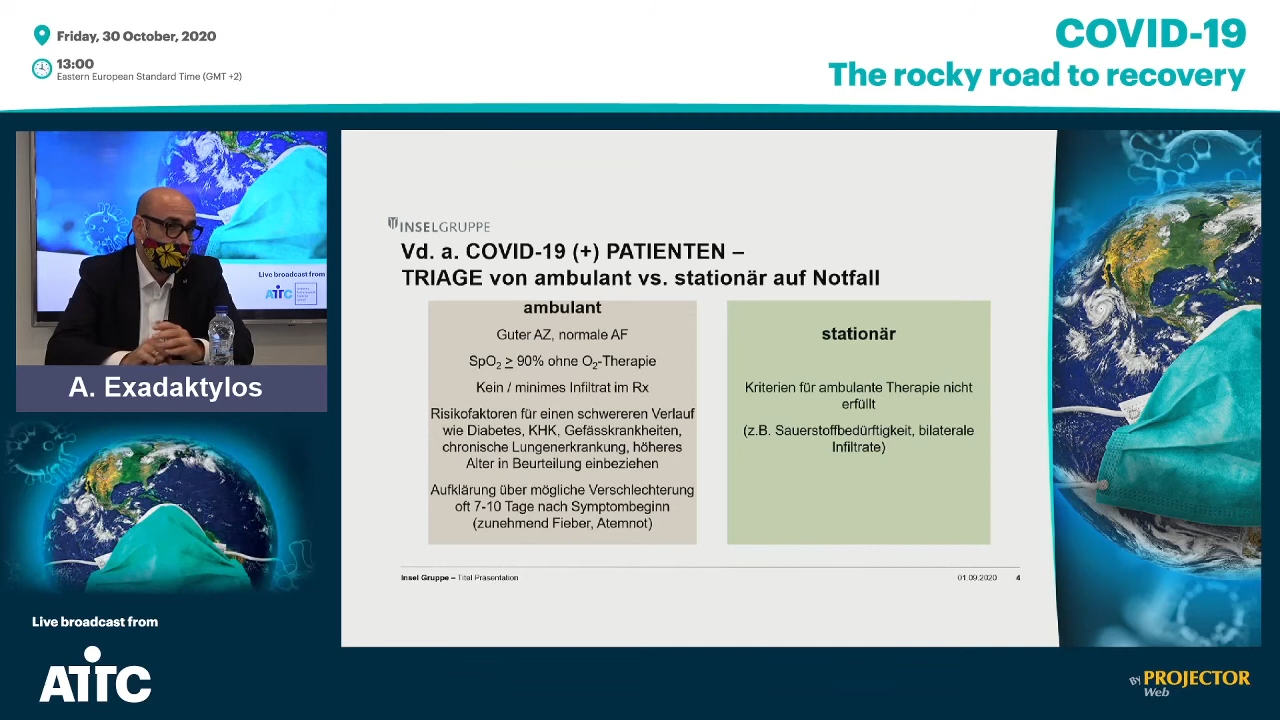 Friday, 30 October, 2020
13:00
Eastern European Standard Time (GMT +2)
COVID-19
The rocky road to recovery
Live broadcast from
ATTC
A. Exadaktylos
INSELGRUPPE
Vd. a. COVID-19 (+) PATIENTEN –
TRIAGE von ambulant vs. stationär auf Notfall
ambulant
Guter AZ, normale AF
SpO₂ ≥ 90% ohne O₂-Therapie
Kein / minimes Infiltrat im Rx
Risikofaktoren für einen schwereren Verlauf
wie Diabetes, KHK, Gefässkrankheiten,
chronische Lungenerkrankung, höheres
Alter in Beurteilung einbeziehen
Aufklärung über mögliche Verschlechterung
oft 7-10 Tage nach Symptombeginn
(zunehmend Fieber, Atemnot)
stationär
Kriterien für ambulante Therapie nicht
erfüllt
(z.B. Sauerstoffbedürftigkeit, bilaterale
Infiltrate)
Insel Gruppe – Titel Präsentation
01.09.2020 4
Live broadcast from
ATTC
By PROJECTOR
Web